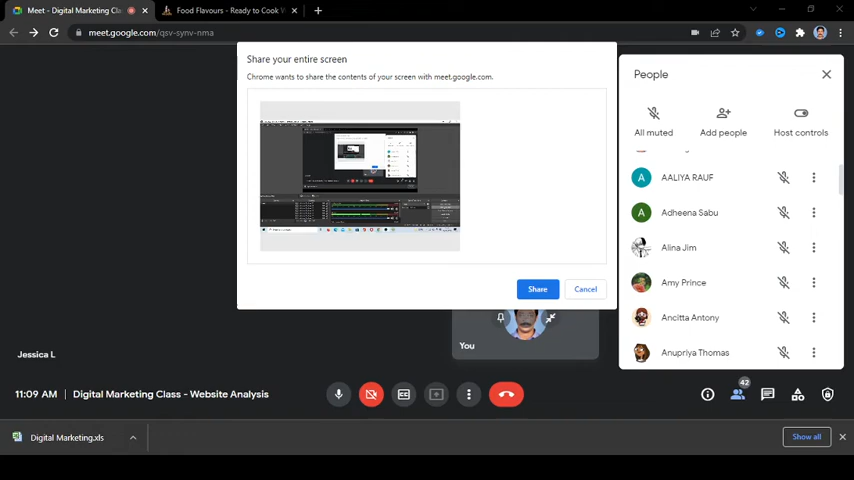 Meet - Digital Marketing Cla
Food Flavours - Ready to Cook V
meet.google.com/qsv-synv-nma
Share your entire screen
Chrome wants to share the contents of your screen with meet.google.com.
Share
Cancel
People
All muted
Add people
Host controls
A AALIYA RAUF
A Adheena Sabu
Alina Jim
Amy Prince
Ancitta Antony
Anupriya Thomas
Jessica L
You
11:09 AM | Digital Marketing Class - Website Analysis
42
Digital Marketing.xls
Show all